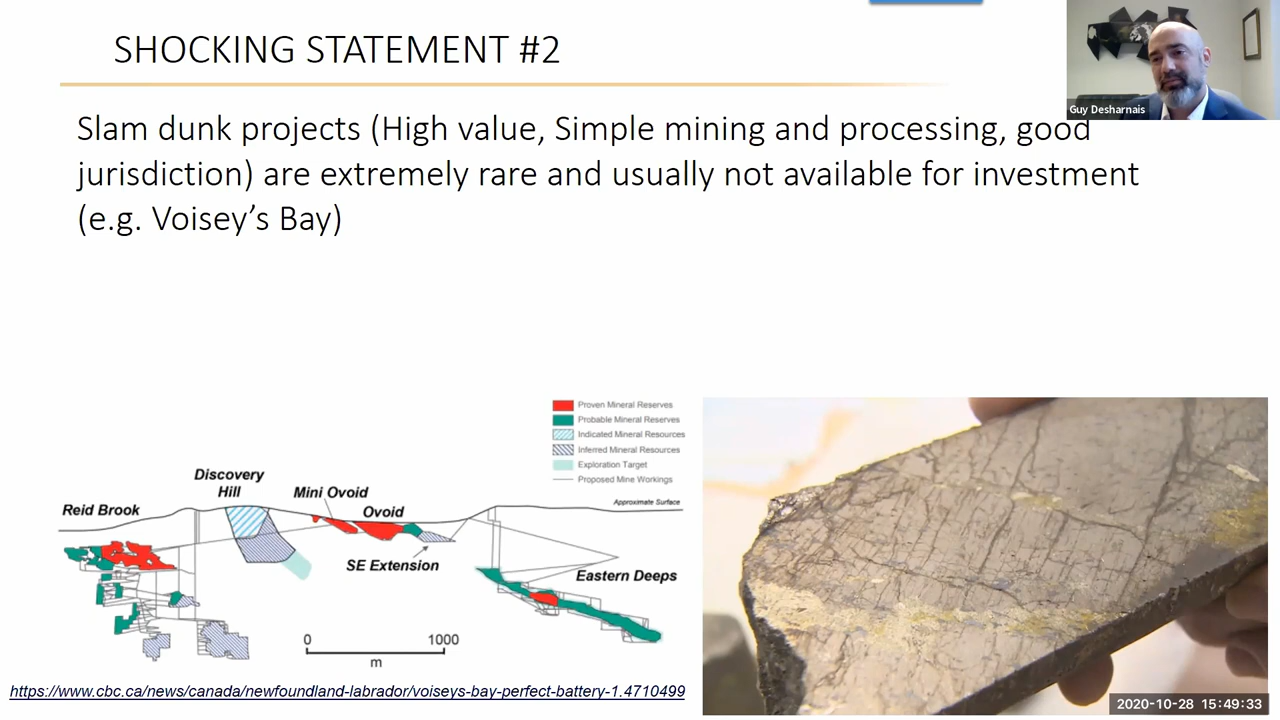 SHOCKING STATEMENT #2
Guy Desharnais
Slam dunk projects (High value, Simple mining and processing, good
jurisdiction) are extremely rare and usually not available for investment
(e.g. Voisey’s Bay)
Proven Mineral Reserves
Probable Mineral Reserves
Indicated Mineral Resources
Inferred Mineral Resources
Exploration Target
Proposed Mine Workings
Approximate Surface
Discovery
Hill
Reid Brook
Mini Ovoid
Ovoid
SE Extension
Eastern Deeps
0 1000
m
https://www.cbc.ca/news/canada/newfoundland-labrador/voiseys-bay-perfect-battery-1.4710499
2020-10-28 15:49:33